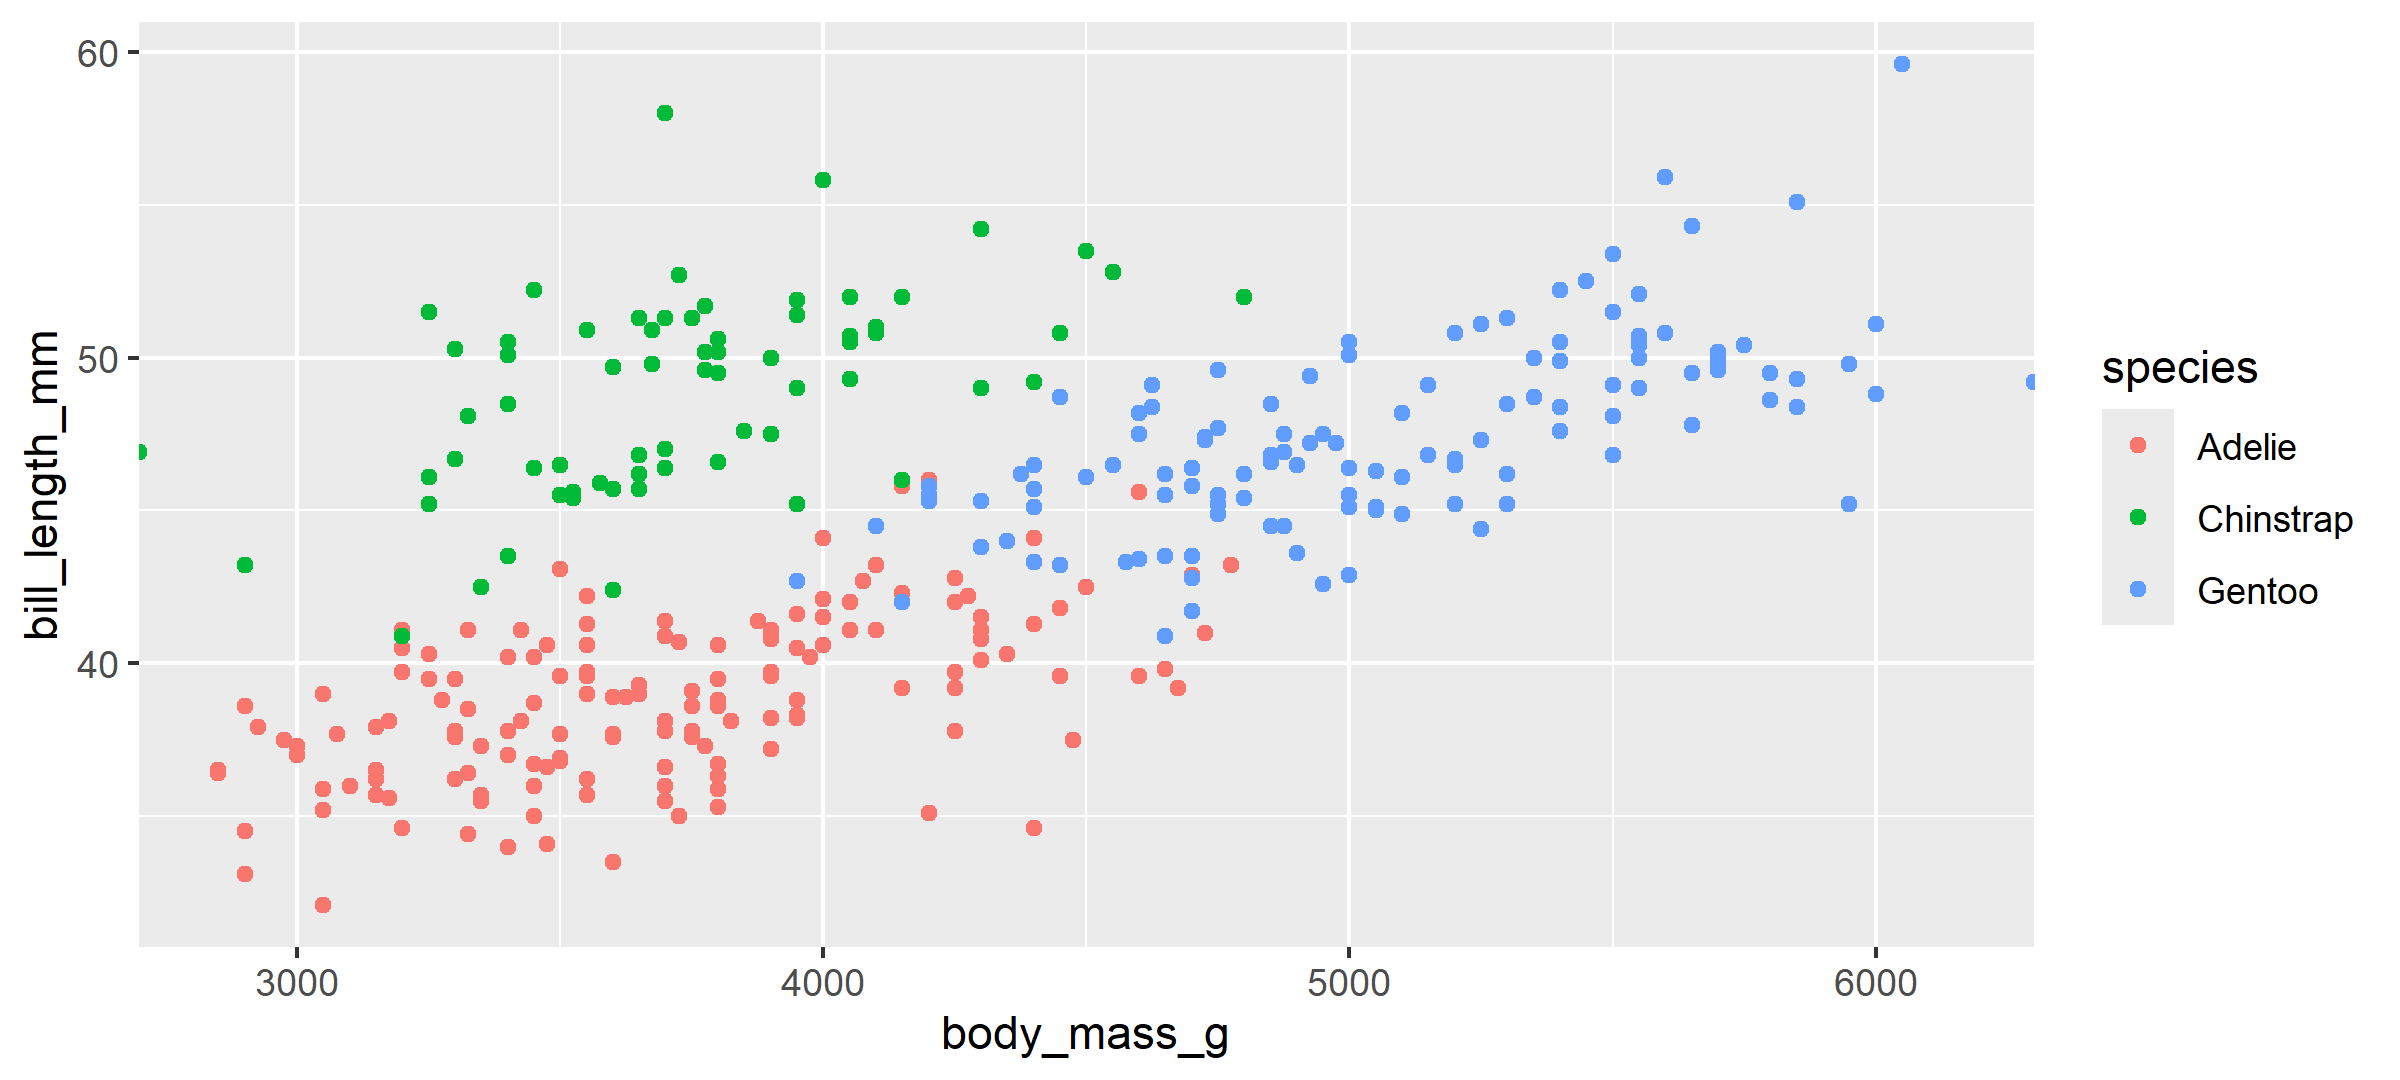 60
50
40
bill_length_mm
3000 4000 5000 6000
body_mass_g
species
Adelie
Chinstrap
Gentoo